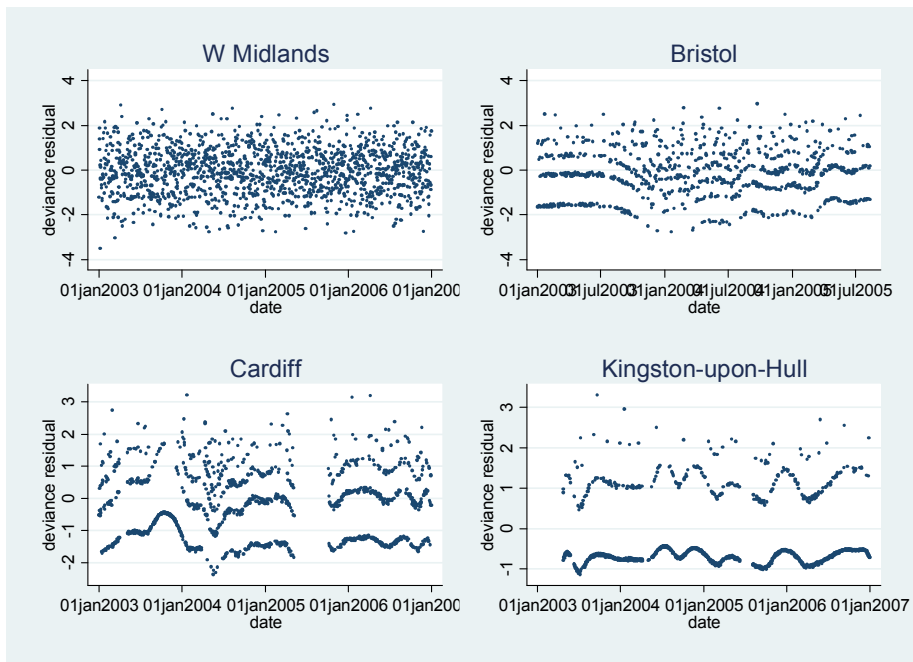 W Midlands
deviance residual
4
2
0
-2
-4
01jan2003 01jan2004 01jan2005 01jan2006 01jan200
date
Bristol
deviance residual
4
2
0
-2
-4
01jan2003 01jul2003 01jan2004 01jul2004 01jan2005 01jul2005
date
Cardiff
deviance residual
3
2
1
0
-1
-2
01jan2003 01jan2004 01jan2005 01jan2006 01jan200
date
Kingston-upon-Hull
deviance residual
3
2
1
0
-1
01jan2003 01jan2004 01jan2005 01jan2006 01jan2007
date